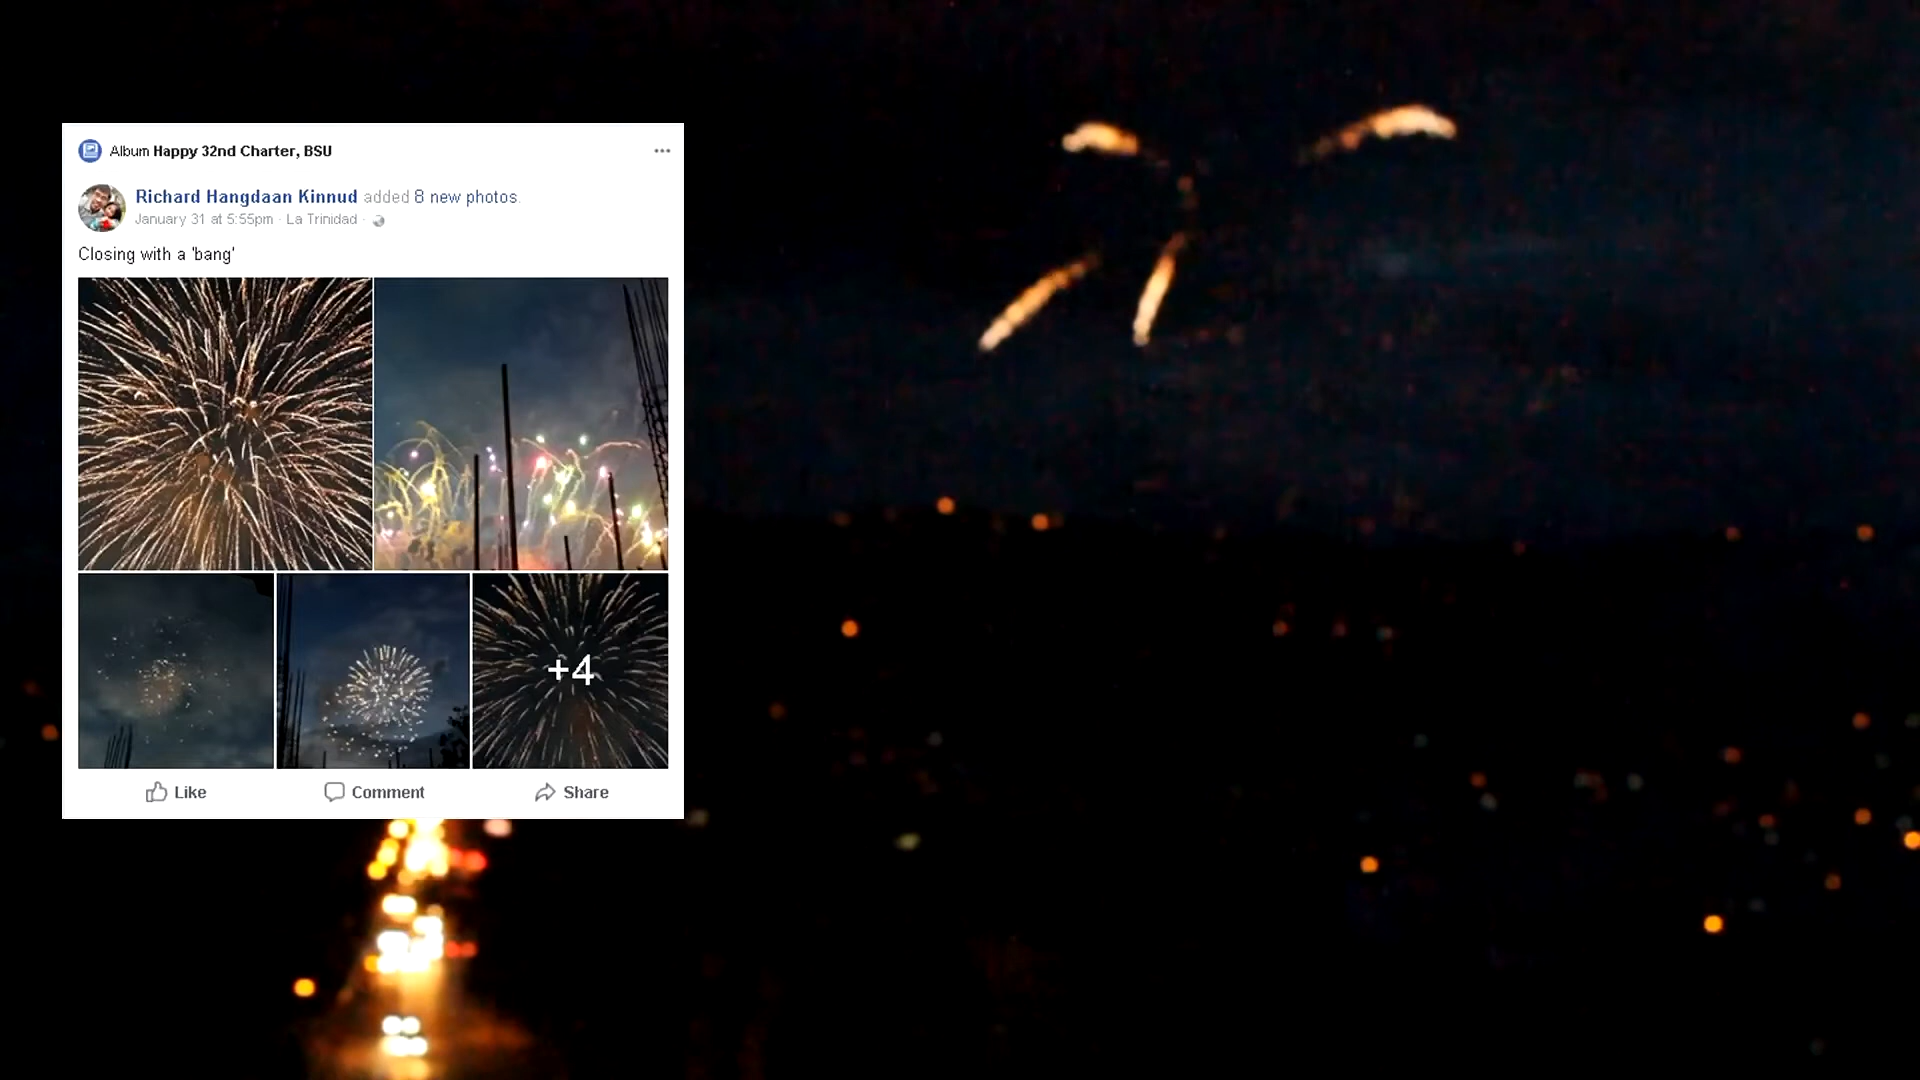 Album Happy 32nd Charter, BSU
Richard Hangdaan Kinnud added 8 new photos.
January 31 at 5:55pm · La Trinidad ·
Closing with a 'bang'
+4
Like Comment Share